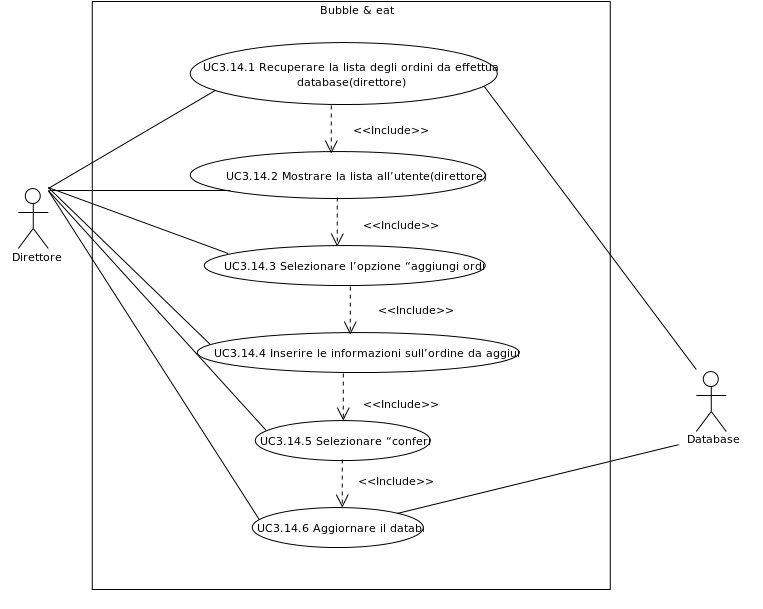 Bubble & eat
UC3.14.1 Recuperare la lista degli ordini da effettua
database(direttore)
<<Include>>
UC3.14.2 Mostrare la lista all’utente(direttore)
<<Include>>
Direttore
UC3.14.3 Selezionare l’opzione “aggiungi ordi
<<Include>>
UC3.14.4 Inserire le informazioni sull’ordine da aggiu
<<Include>>
UC3.14.5 Selezionare “confer
Database
<<Include>>
UC3.14.6 Aggiornare il datab